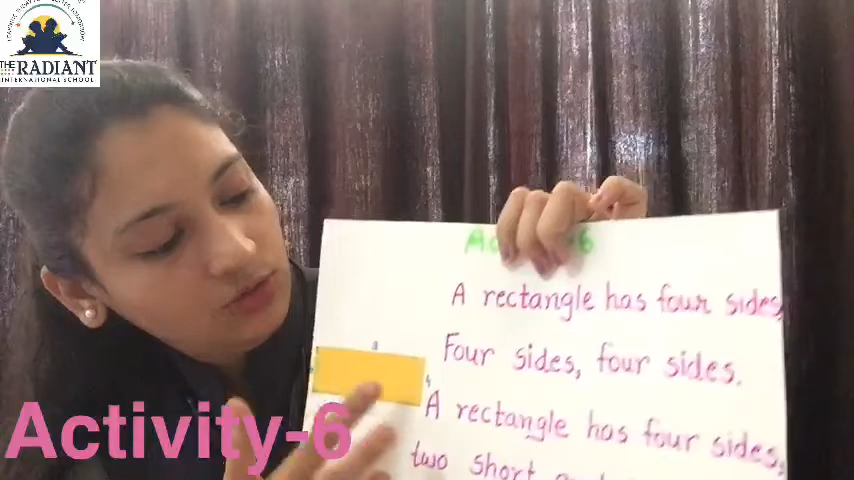 THE RADIANT
INTERNATIONAL SCHOOL
A rectangle has four sides,
Four sides, four sides.
A rectangle has four sides,
two short
Activity-6